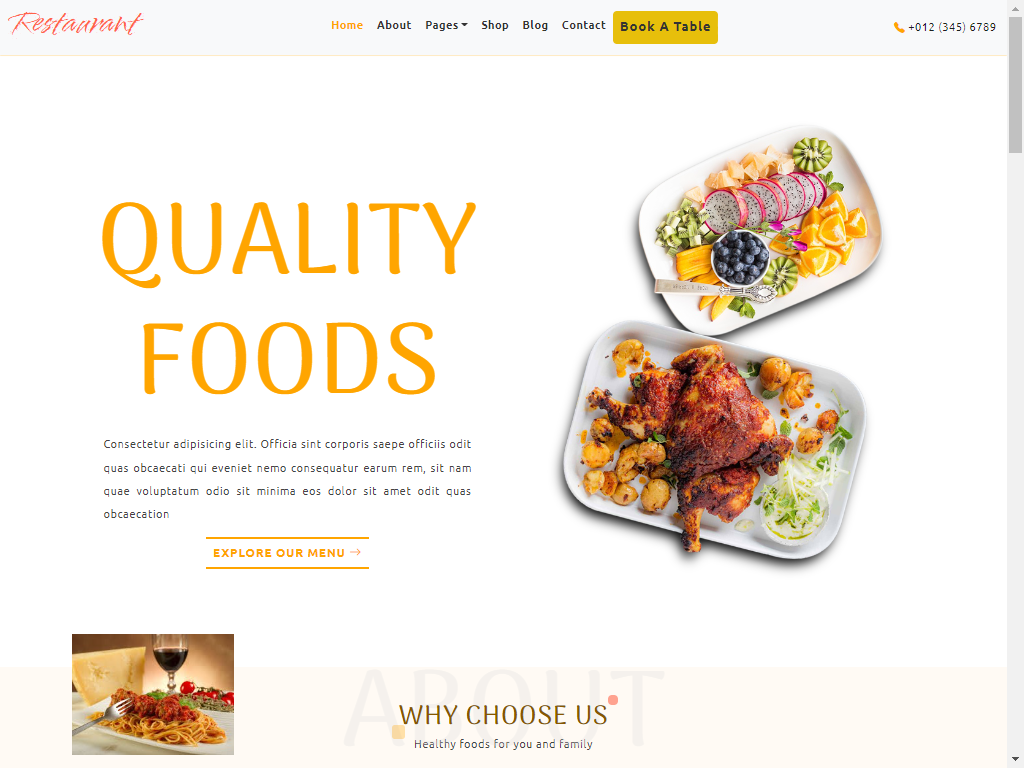 Restaurant
Home About Pages Shop Blog Contact Book A Table
+012 (345) 6789
QUALITY
FOODS
Consectetur adipisicing elit. Officia sint corporis saepe officiis odit
quas obcaecati qui eveniet nemo consequatur earum rem, sit nam
quae voluptatum odio sit minima eos dolor sit amet odit quas
obcaecation
EXPLORE OUR MENU →
ABOUT
WHY CHOOSE US
Healthy foods for you and family